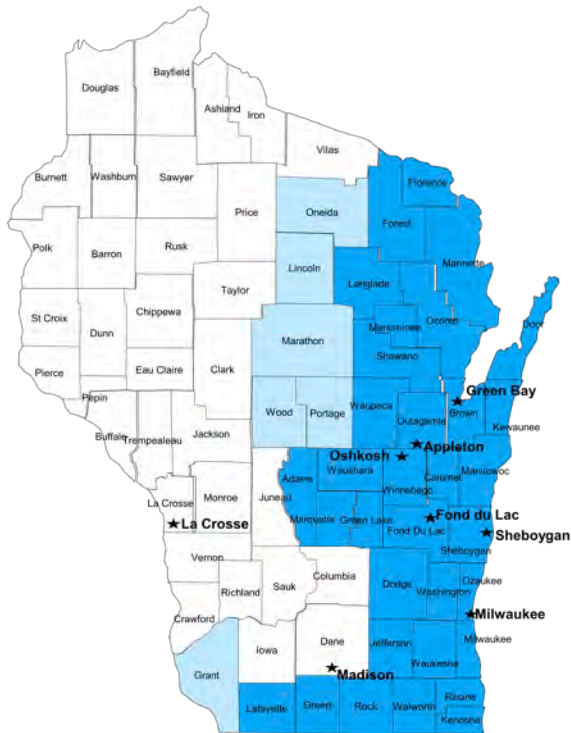 Bayfield
Douglas
Ashland
Iron
Vilas
Florence
Burnett
Washburn
Sawyer
Forest
Price
Oneida
Polk
Rusk
Barron
Marinette
Lincoln
Langlade
Taylor
Chippewa
St Croix
Oconto
Door
Dunn
Menominee
Marathon
Shawano
Eau Claire
Clark
Pierce
Pepin
Green Bay
Wood
Portage
Waupaca
Brown
Outagamie
Kewaunee
Buffalo
Trempealeau
Jackson
Appleton
Oshkosh
Waushara
Manitowoc
Adams
Calumet
Juneau
Winnebago
La Crosse
Monroe
Marquette
Green Lake
Fond du Lac
La Crosse
Fond Du Lac
Sheboygan
Sheboygan
Vernon
Columbia
Dodge
Ozaukee
Sauk
Washington
Richland
Crawford
Milwaukee
Dane
Jefferson
Milwaukee
Iowa
Waukesha
Grant
Madison
Racine
Lafayette
Green
Rock
Walworth
Kenosha